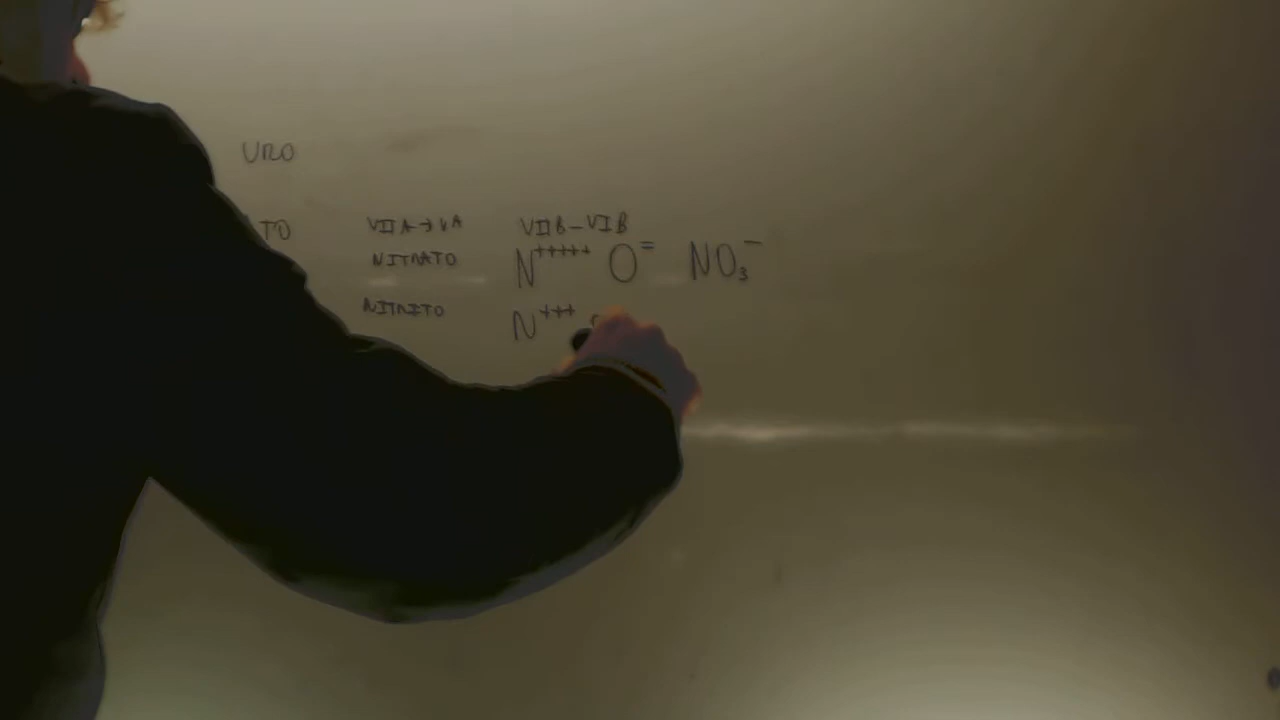 URO
TO VIIA→VA VIIB-VIB
NITRATO N+++++ O= NO₃⁻
NITRITO N+++